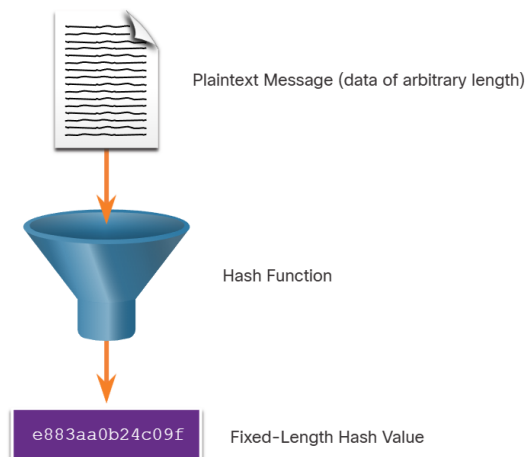 Plaintext Message (data of arbitrary length)
Hash Function
e883aa0b24c09f
Fixed-Length Hash Value